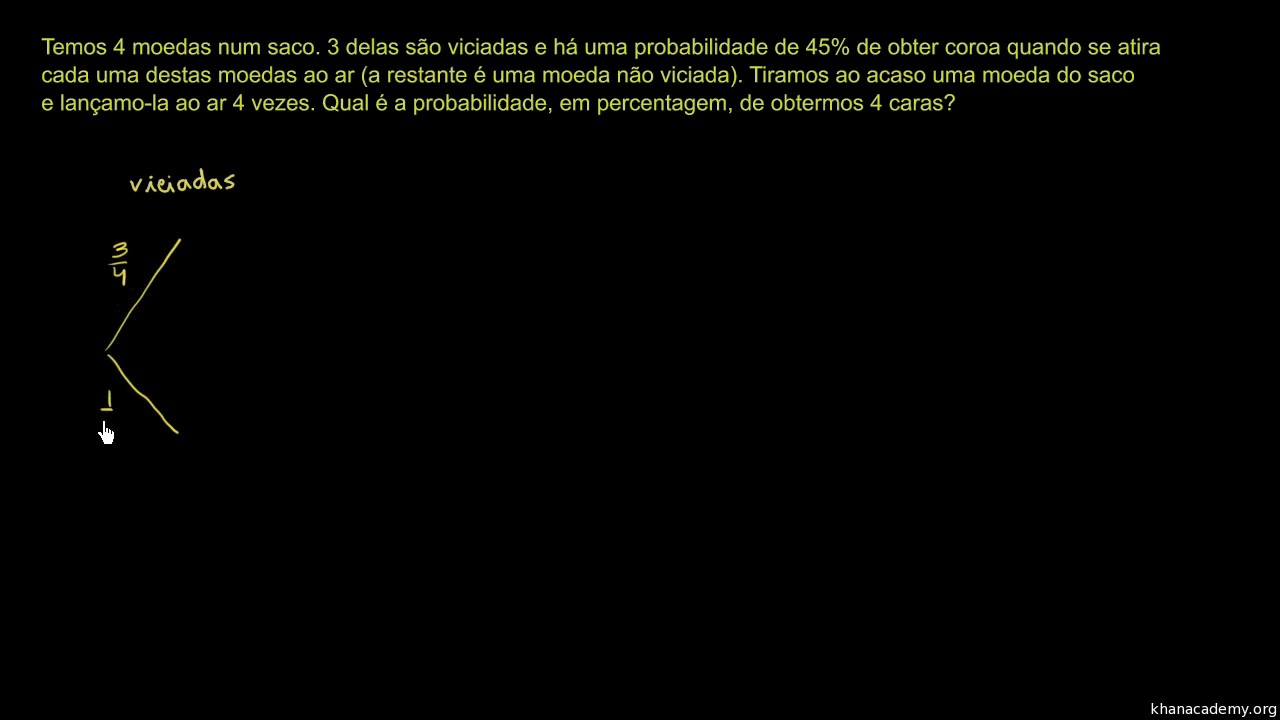 Temos 4 moedas num saco. 3 delas são viciadas e há uma probabilidade de 45% de obter coroa quando se atira
cada uma destas moedas ao ar (a restante é uma moeda não viciada). Tiramos ao acaso uma moeda do saco
e lançamo-la ao ar 4 vezes. Qual é a probabilidade, em percentagem, de obtermos 4 caras?
viciadas
3
4
1
khanacademy.org